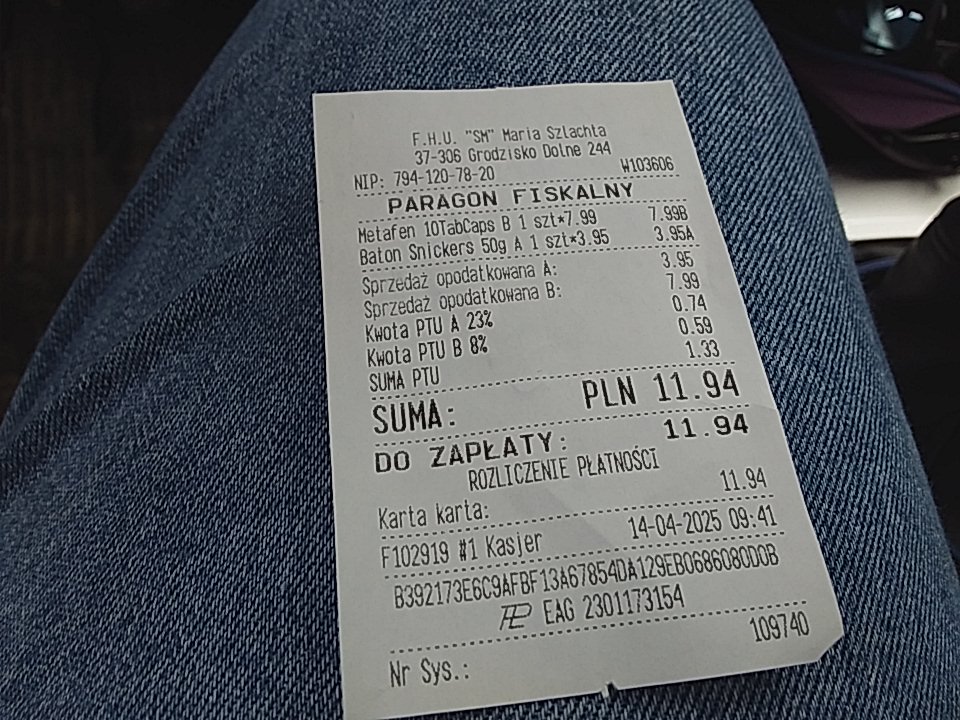 F.H.U. "SM" Maria Szlachta
37-306 Grodzisko Dolne 244
NIP: 794-120-78-20 W103606
PARAGON FISKALNY
Metafen 10TabCaps B 1 szt*7.99 7.99B
Baton Snickers 50g A 1 szt*3.95 3.95A
Sprzedaż opodatkowana A: 3.95
Sprzedaż opodatkowana B: 7.99
Kwota PTU A 23% 0.74
Kwota PTU B 8% 0.59
SUMA PTU 1.33
SUMA: PLN 11.94
DO ZAPŁATY: 11.94
ROZLICZENIE PŁATNOŚCI
Karta karta: 11.94
F102919 #1 Kasjer 14-04-2025 09:41
B392173E6C9AFBF13A67854DA129EB0686080D0B
EAG 2301173154
Nr Sys.: 109740